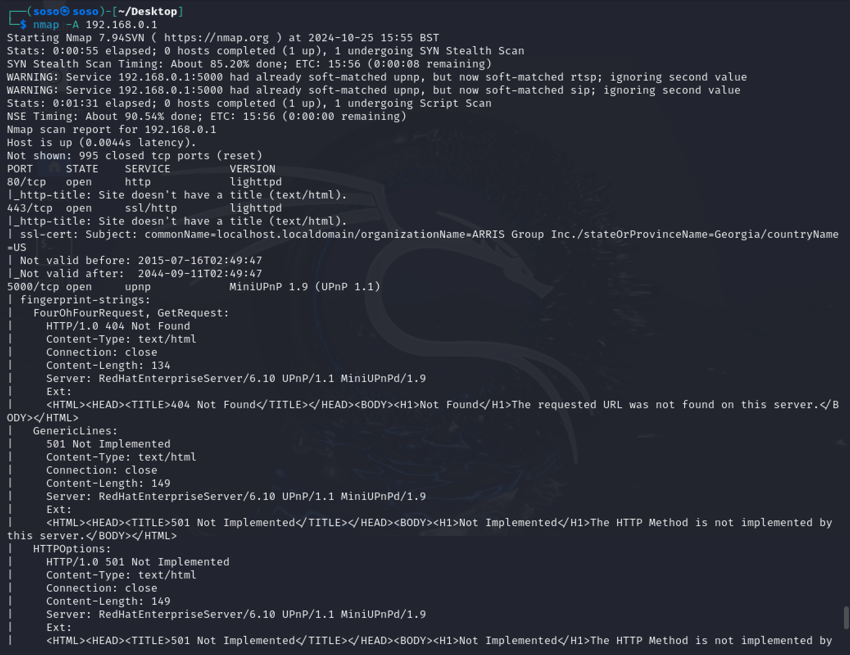 ┌──(soso㉿soso)-[~/Desktop]
└─$ nmap -A 192.168.0.1
Starting Nmap 7.94SVN ( https://nmap.org ) at 2024-10-25 15:55 BST
Stats: 0:00:55 elapsed; 0 hosts completed (1 up), 1 undergoing SYN Stealth Scan
SYN Stealth Scan Timing: About 85.20% done; ETC: 15:56 (0:00:08 remaining)
WARNING: Service 192.168.0.1:5000 had already soft-matched upnp, but now soft-matched rtsp; ignoring second value
WARNING: Service 192.168.0.1:5000 had already soft-matched upnp, but now soft-matched sip; ignoring second value
Stats: 0:01:31 elapsed; 0 hosts completed (1 up), 1 undergoing Script Scan
NSE Timing: About 90.54% done; ETC: 15:56 (0:00:00 remaining)
Nmap scan report for 192.168.0.1
Host is up (0.0044s latency).
Not shown: 995 closed tcp ports (reset)
PORT     STATE    SERVICE        VERSION
80/tcp   open     http           lighttpd
|_http-title: Site doesn't have a title (text/html).
443/tcp  open     ssl/http       lighttpd
|_http-title: Site doesn't have a title (text/html).
| ssl-cert: Subject: commonName=localhost.localdomain/organizationName=ARRIS Group Inc./stateOrProvinceName=Georgia/countryName
=US
| Not valid before: 2015-07-16T02:49:47
|_Not valid after:  2044-09-11T02:49:47
5000/tcp open     upnp           MiniUPnP 1.9 (UPnP 1.1)
| fingerprint-strings:
|   FourOhFourRequest, GetRequest:
|     HTTP/1.0 404 Not Found
|     Content-Type: text/html
|     Connection: close
|     Content-Length: 134
|     Server: RedHatEnterpriseServer/6.10 UPnP/1.1 MiniUPnPd/1.9
|     Ext:
|     <HTML><HEAD><TITLE>404 Not Found</TITLE></HEAD><BODY><H1>Not Found</H1>The requested URL was not found on this server.</B
ODY></HTML>
|   GenericLines:
|     501 Not Implemented
|     Content-Type: text/html
|     Connection: close
|     Content-Length: 149
|     Server: RedHatEnterpriseServer/6.10 UPnP/1.1 MiniUPnPd/1.9
|     Ext:
|     <HTML><HEAD><TITLE>501 Not Implemented</TITLE></HEAD><BODY><H1>Not Implemented</H1>The HTTP Method is not implemented by
this server.</BODY></HTML>
|   HTTPOptions:
|     HTTP/1.0 501 Not Implemented
|     Content-Type: text/html
|     Connection: close
|     Content-Length: 149
|     Server: RedHatEnterpriseServer/6.10 UPnP/1.1 MiniUPnPd/1.9
|     Ext:
|     <HTML><HEAD><TITLE>501 Not Implemented</TITLE></HEAD><BODY><H1>Not Implemented</H1>The HTTP Method is not implemented by